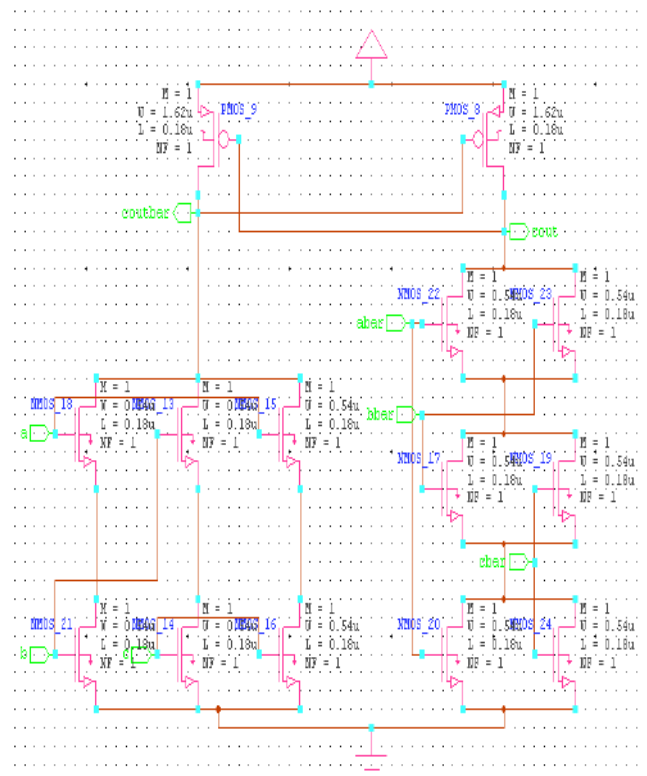 M = 1
W = 1.62u
L = 0.18u
NF = 1
PMOS_9
PMOS_8
M = 1
W = 1.62u
L = 0.18u
NF = 1
coutbar
cout
M = 1
L = 0.18u
NF = 1
NMOS_22
abar
M = 1
W = 0.54u
L = 0.18u
NF = 1
NMOS_23
NMOS_18
a
M = 1
L = 0.18u
NF = 1
M = 1
L = 0.18u
NF = 1
NMOS_15
M = 1
W = 0.54u
L = 0.18u
NF = 1
bbar
NMOS_17
M = 1
L = 0.18u
NF = 1
NMOS_19
M = 1
W = 0.54u
L = 0.18u
NF = 1
cbar
NMOS_21
b
M = 1
L = 0.18u
NF = 1
M = 1
L = 0.18u
NF = 1
NMOS_16
M = 1
W = 0.54u
L = 0.18u
NF = 1
NMOS_20
M = 1
L = 0.18u
NF = 1
NMOS_24
M = 1
W = 0.54u
L = 0.18u
NF = 1